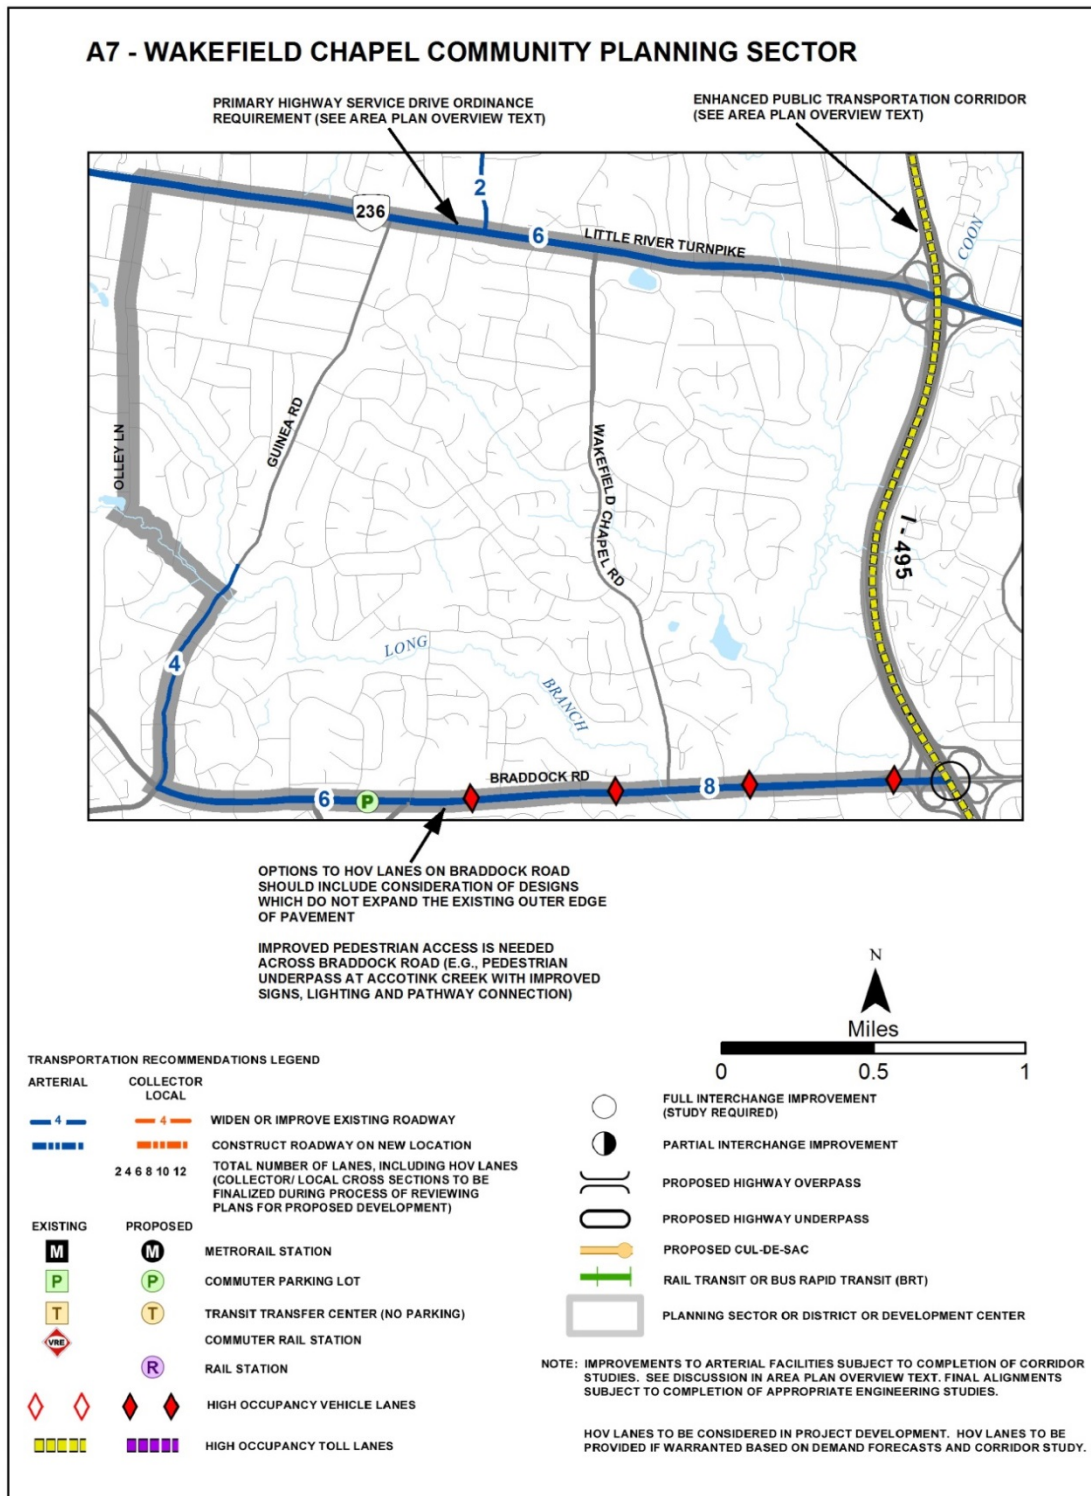 A7 - WAKEFIELD CHAPEL COMMUNITY PLANNING SECTOR
PRIMARY HIGHWAY SERVICE DRIVE ORDINANCE
REQUIREMENT (SEE AREA PLAN OVERVIEW TEXT)
ENHANCED PUBLIC TRANSPORTATION CORRIDOR
(SEE AREA PLAN OVERVIEW TEXT)
2
236
6
LITTLE RIVER TURNPIKE
COON
OLLEY LN
GUINEA RD
WAKEFIELD CHAPEL RD
I - 495
LONG
BRANCH
4
BRADDOCK RD
6
P
8
OPTIONS TO HOV LANES ON BRADDOCK ROAD
SHOULD INCLUDE CONSIDERATION OF DESIGNS
WHICH DO NOT EXPAND THE EXISTING OUTER EDGE
OF PAVEMENT
IMPROVED PEDESTRIAN ACCESS IS NEEDED
ACROSS BRADDOCK ROAD (E.G., PEDESTRIAN
UNDERPASS AT ACCOTINK CREEK WITH IMPROVED
SIGNS, LIGHTING AND PATHWAY CONNECTION)
N
Miles
0 0.5 1
TRANSPORTATION RECOMMENDATIONS LEGEND
ARTERIAL COLLECTOR
LOCAL
4 4 WIDEN OR IMPROVE EXISTING ROADWAY
CONSTRUCT ROADWAY ON NEW LOCATION
2 4 6 8 10 12 TOTAL NUMBER OF LANES, INCLUDING HOV LANES
(COLLECTOR/ LOCAL CROSS SECTIONS TO BE
FINALIZED DURING PROCESS OF REVIEWING
PLANS FOR PROPOSED DEVELOPMENT)
EXISTING PROPOSED
M M METRORAIL STATION
P P COMMUTER PARKING LOT
T T TRANSIT TRANSFER CENTER (NO PARKING)
VRE COMMUTER RAIL STATION
R RAIL STATION
HIGH OCCUPANCY VEHICLE LANES
HIGH OCCUPANCY TOLL LANES
FULL INTERCHANGE IMPROVEMENT
(STUDY REQUIRED)
PARTIAL INTERCHANGE IMPROVEMENT
PROPOSED HIGHWAY OVERPASS
PROPOSED HIGHWAY UNDERPASS
PROPOSED CUL-DE-SAC
RAIL TRANSIT OR BUS RAPID TRANSIT (BRT)
PLANNING SECTOR OR DISTRICT OR DEVELOPMENT CENTER
NOTE: IMPROVEMENTS TO ARTERIAL FACILITIES SUBJECT TO COMPLETION OF CORRIDOR
STUDIES. SEE DISCUSSION IN AREA PLAN OVERVIEW TEXT. FINAL ALIGNMENTS
SUBJECT TO COMPLETION OF APPROPRIATE ENGINEERING STUDIES.
HOV LANES TO BE CONSIDERED IN PROJECT DEVELOPMENT. HOV LANES TO BE
PROVIDED IF WARRANTED BASED ON DEMAND FORECASTS AND CORRIDOR STUDY.